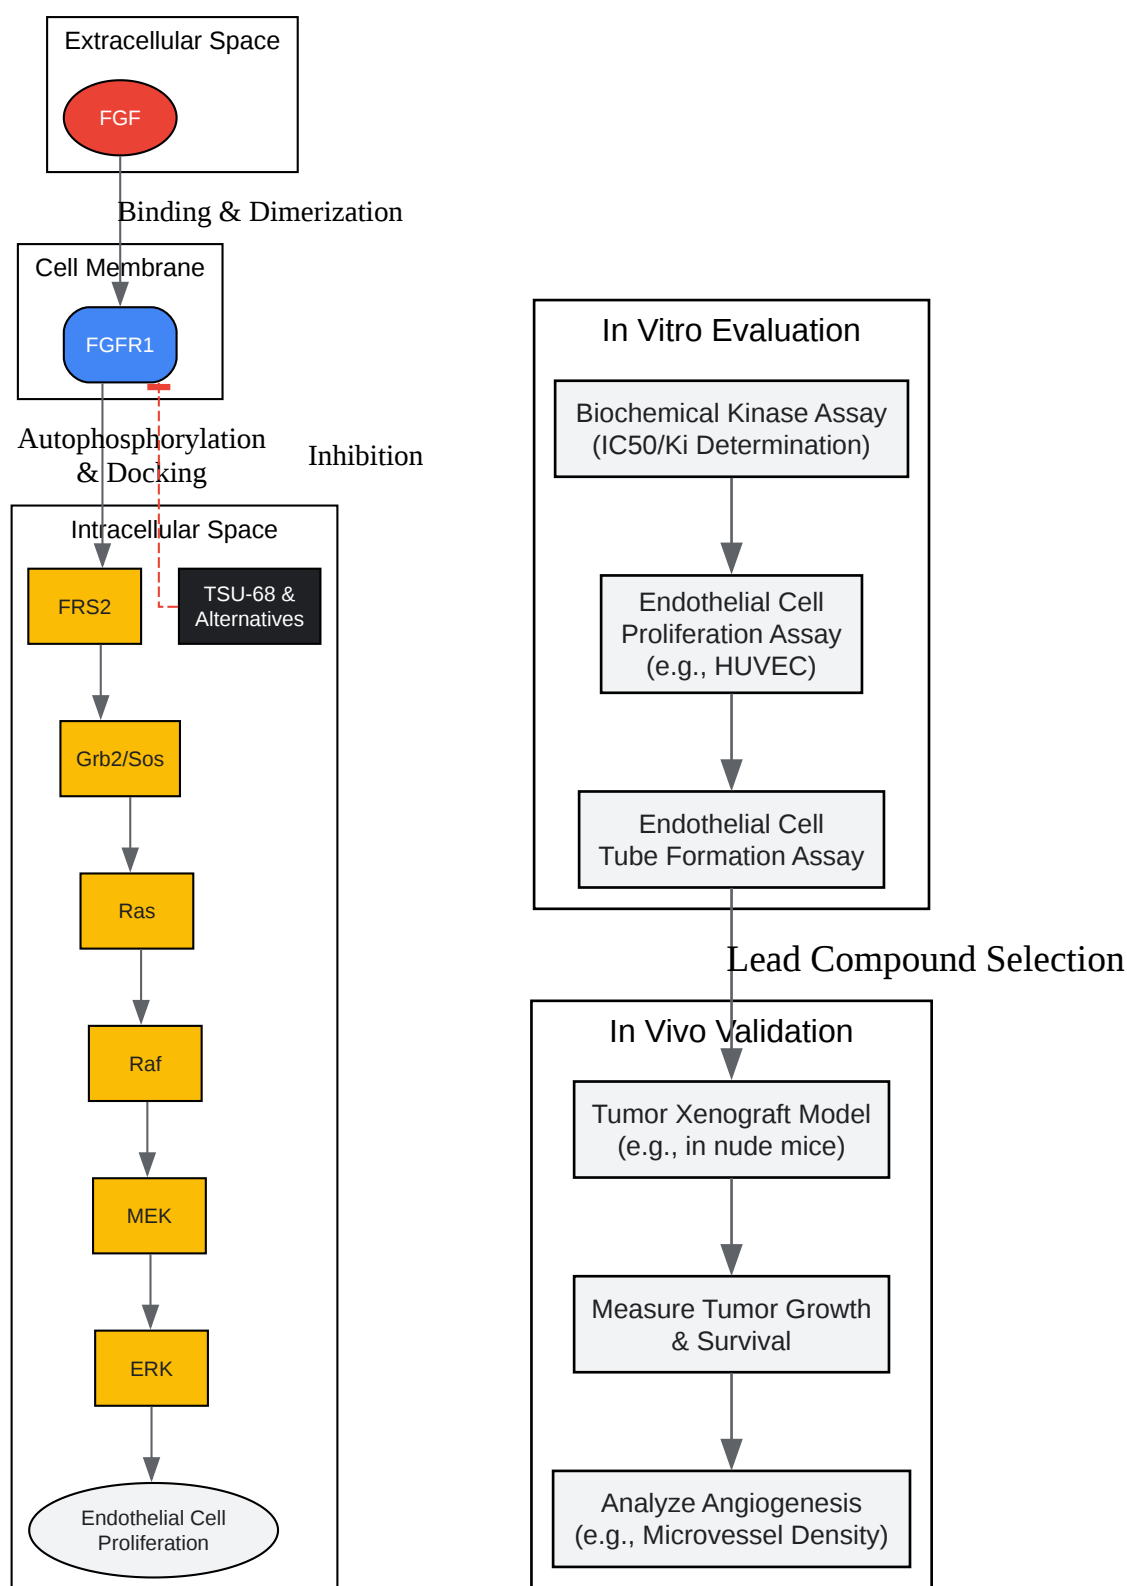 Extracellular Space
FGF
Binding & Dimerization
Cell Membrane
FGFR1
Autophosphorylation
& Docking
Inhibition
Intracellular Space
FRS2
TSU-68 &
Alternatives
Grb2/Sos
Ras
Raf
MEK
ERK
Endothelial Cell
Proliferation
In Vitro Evaluation
Biochemical Kinase Assay
(IC50/Ki Determination)
Endothelial Cell
Proliferation Assay
(e.g., HUVEC)
Endothelial Cell
Tube Formation Assay
Lead Compound Selection
In Vivo Validation
Tumor Xenograft Model
(e.g., in nude mice)
Measure Tumor Growth
& Survival
Analyze Angiogenesis
(e.g., Microvessel Density)